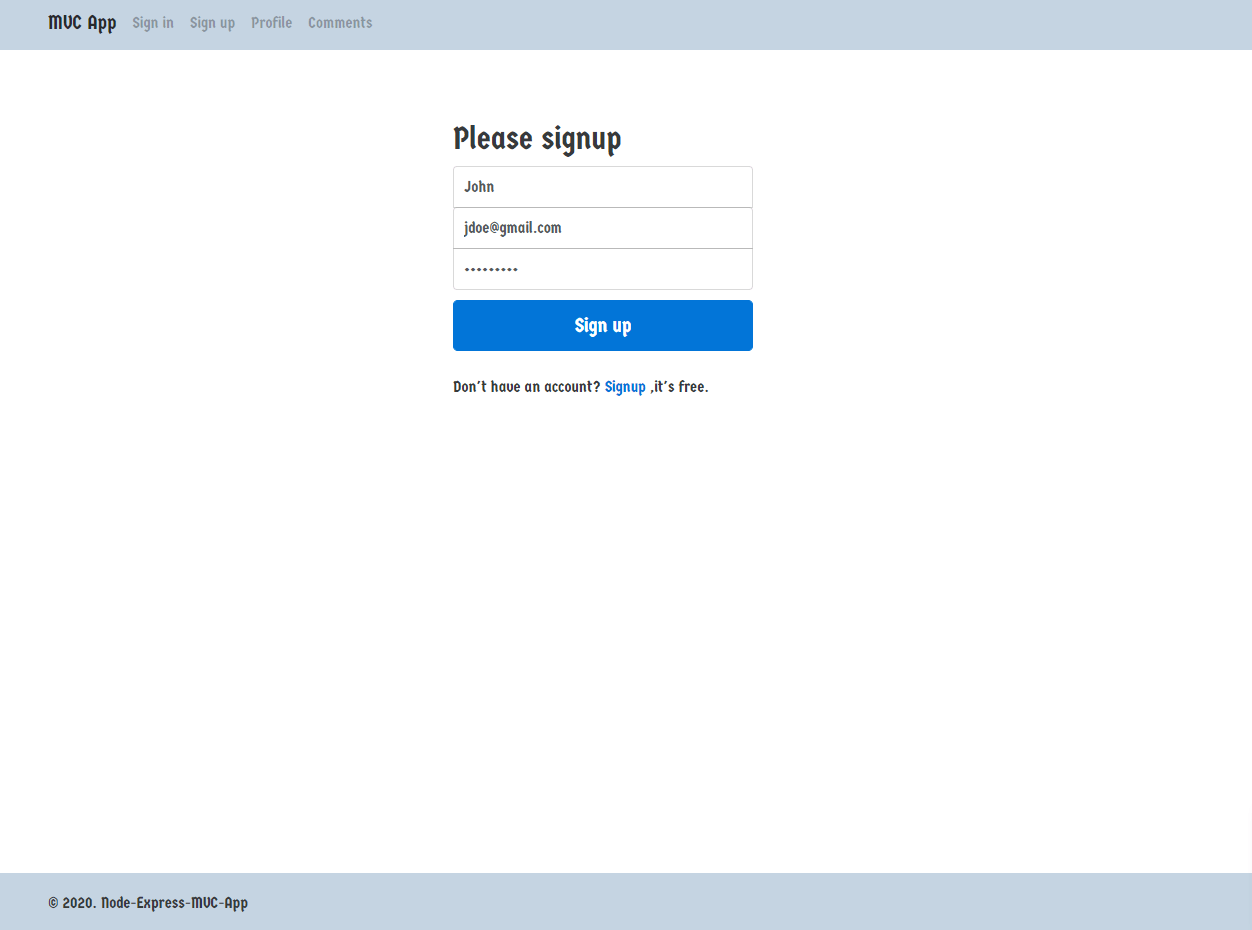 MVC App Sign in Sign up Profile Comments
Please signup
John
jdoe@gmail.com
•••••••••
Sign up
Don't have an account? Signup ,it's free.
© 2020. Node-Express-MVC-App